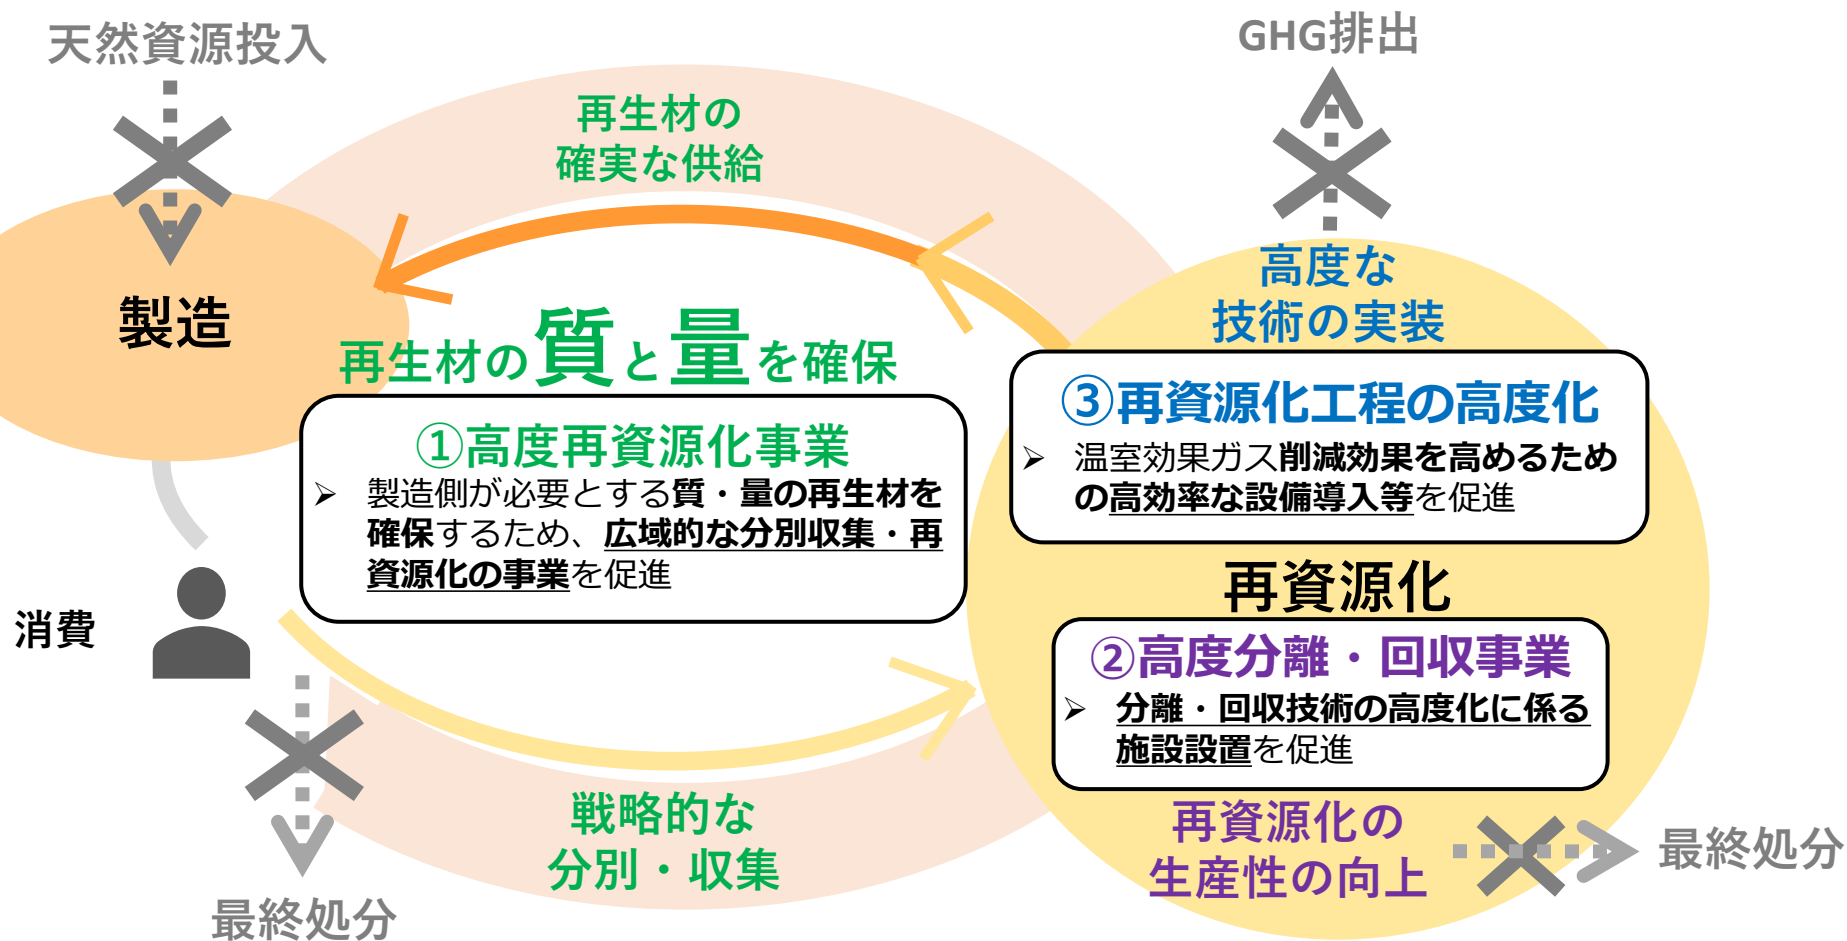 天然資源投入
GHG排出
再生材の
確実な供給
製造
高度な
技術の実装
再生材の質と量を確保
①高度再資源化事業
➢ 製造側が必要とする質・量の再生材を
確保するため、広域的な分別収集・再
資源化の事業を促進
③再資源化工程の高度化
➢ 温室効果ガス削減効果を高めるため
の高効率な設備導入等を促進
再資源化
消費
②高度分離・回収事業
➢ 分離・回収技術の高度化に係る
施設設置を促進
戦略的な
分別・収集
再資源化の
生産性の向上
最終処分
最終処分